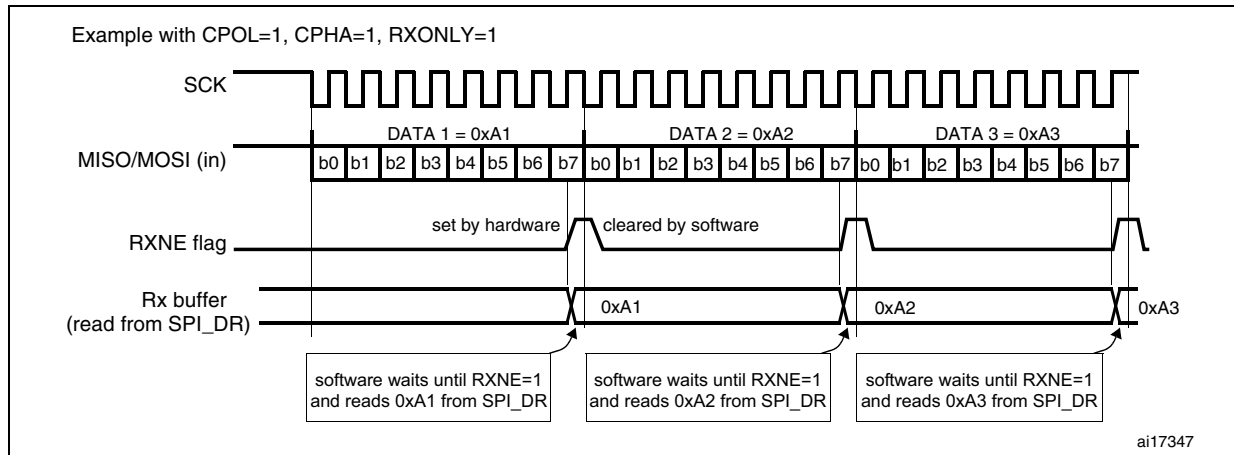 Example with CPOL=1, CPHA=1, RXONLY=1
SCK
DATA 1 = 0xA1 DATA 2 = 0xA2 DATA 3 = 0xA3
MISO/MOSI (in) b0 b1 b2 b3 b4 b5 b6 b7 b0 b1 b2 b3 b4 b5 b6 b7 b0 b1 b2 b3 b4 b5 b6 b7
set by hardware cleared by software
RXNE flag
Rx buffer
(read from SPI_DR)
0xA1 0xA2 0xA3
software waits until RXNE=1
and reads 0xA1 from SPI_DR
software waits until RXNE=1
and reads 0xA2 from SPI_DR
software waits until RXNE=1
and reads 0xA3 from SPI_DR
ai17347